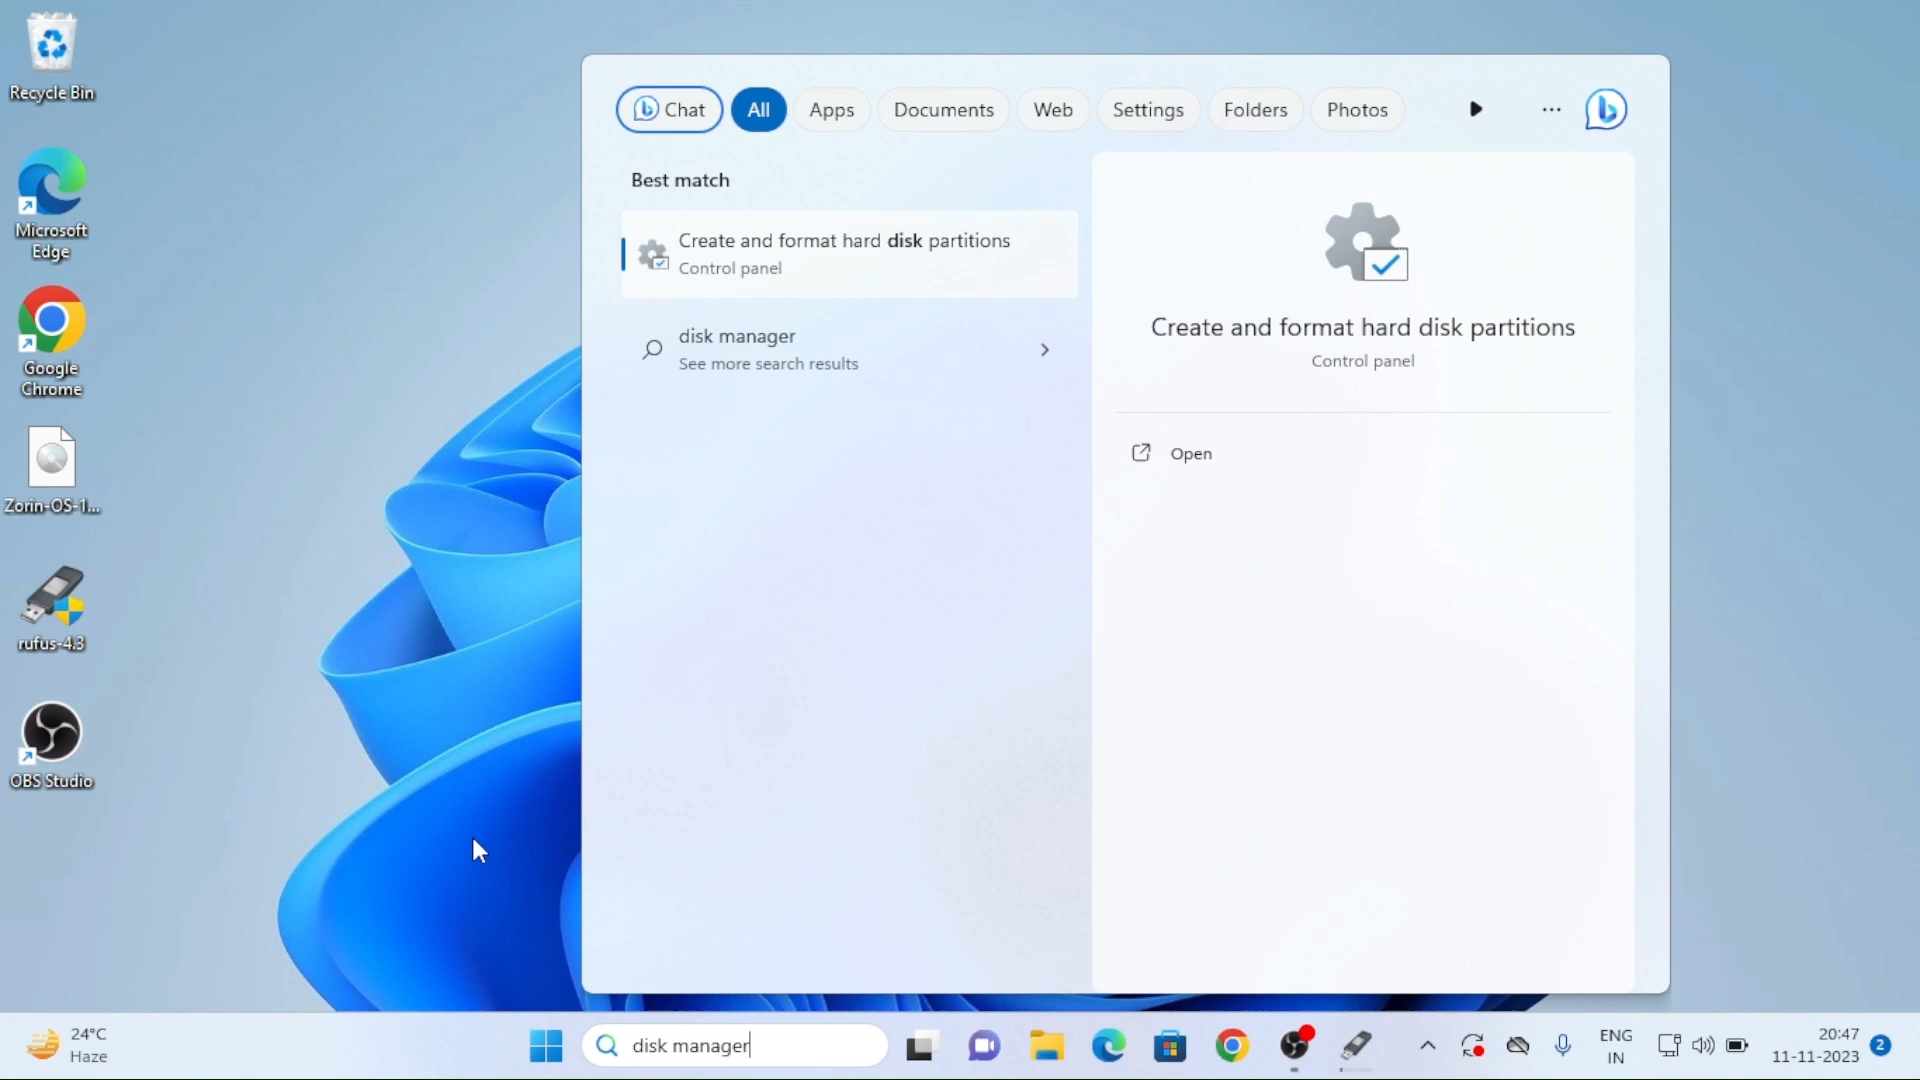 Recycle Bin
Microsoft
Edge
Google
Chrome
Zorin-OS-1...
rufus-4.3
OBS Studio
Chat
All
Apps
Documents
Web
Settings
Folders
Photos
Best match
Create and format hard disk partitions
Control panel
disk manager
See more search results
Create and format hard disk partitions
Control panel
Open
24°C
Haze
disk manager
ENG
IN
20:47
11-11-2023
2